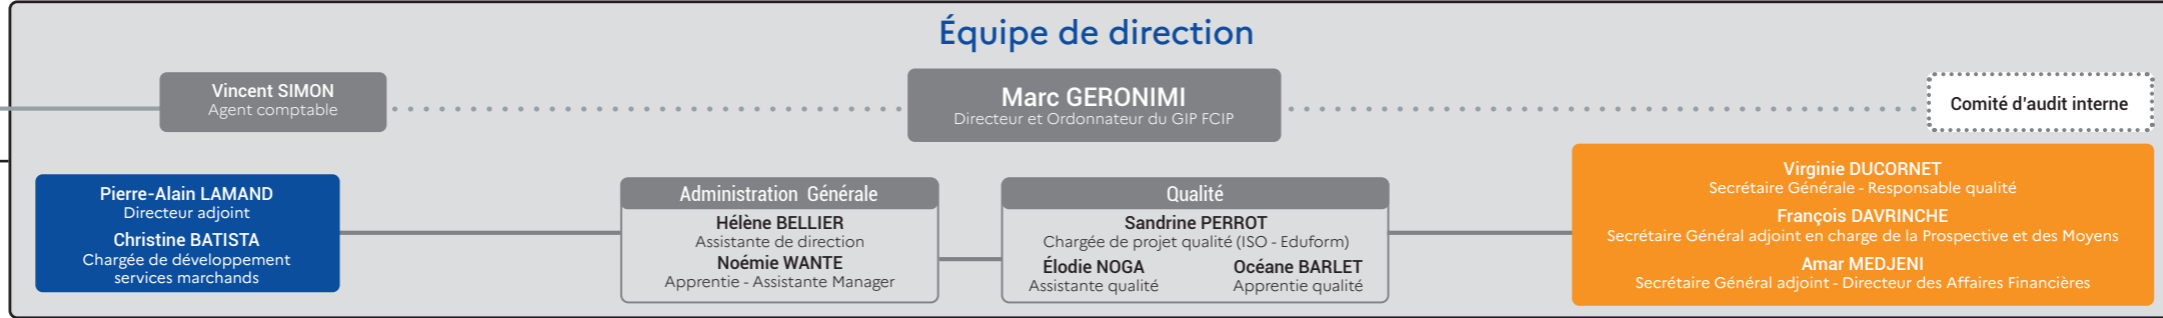 Équipe de direction
Vincent SIMON
Agent comptable
Marc GERONIMI
Directeur et Ordonnateur du GIP FCIP
Comité d'audit interne
Pierre-Alain LAMAND
Directeur adjoint
Christine BATISTA
Chargée de développement
services marchands
Administration Générale
Hélène BELLIER
Assistante de direction
Noémie WANTE
Apprentie - Assistante Manager
Qualité
Sandrine PERROT
Chargée de projet qualité (ISO - Eduform)
Élodie NOGA
Assistante qualité
Océane BARLET
Apprentie qualité
Virginie DUCORNET
Secrétaire Générale - Responsable qualité
François DAVRINCHE
Secrétaire Général adjoint en charge de la Prospective et des Moyens
Amar MEDJENI
Secrétaire Général adjoint - Directeur des Affaires Financières